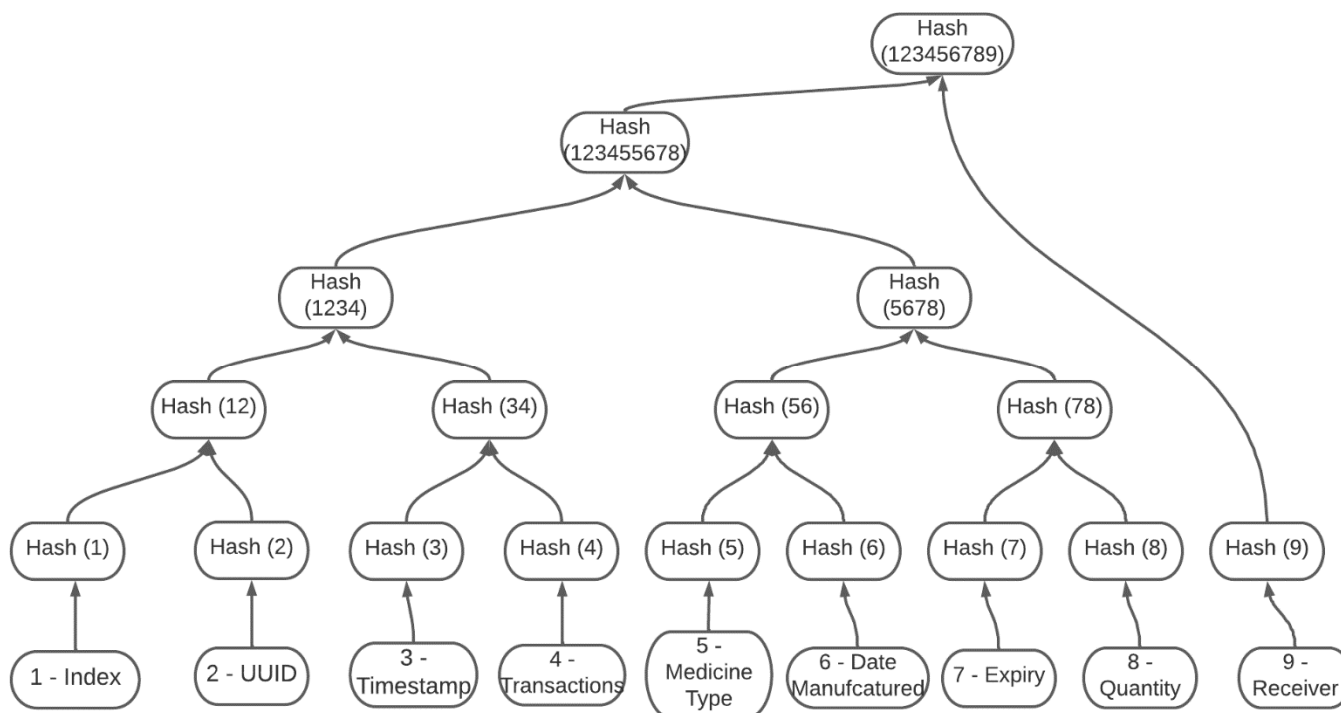 Hash
(123456789)
Hash
(123455678)
Hash
(1234)
Hash
(5678)
Hash (12)
Hash (34)
Hash (56)
Hash (78)
Hash (1)
Hash (2)
Hash (3)
Hash (4)
Hash (5)
Hash (6)
Hash (7)
Hash (8)
Hash (9)
1 - Index
2 - UUID
3 -
Timestamp
4 -
Transactions
5 -
Medicine
Type
6 - Date
Manufcatured
7 - Expiry
8 -
Quantity
9 -
Receiver